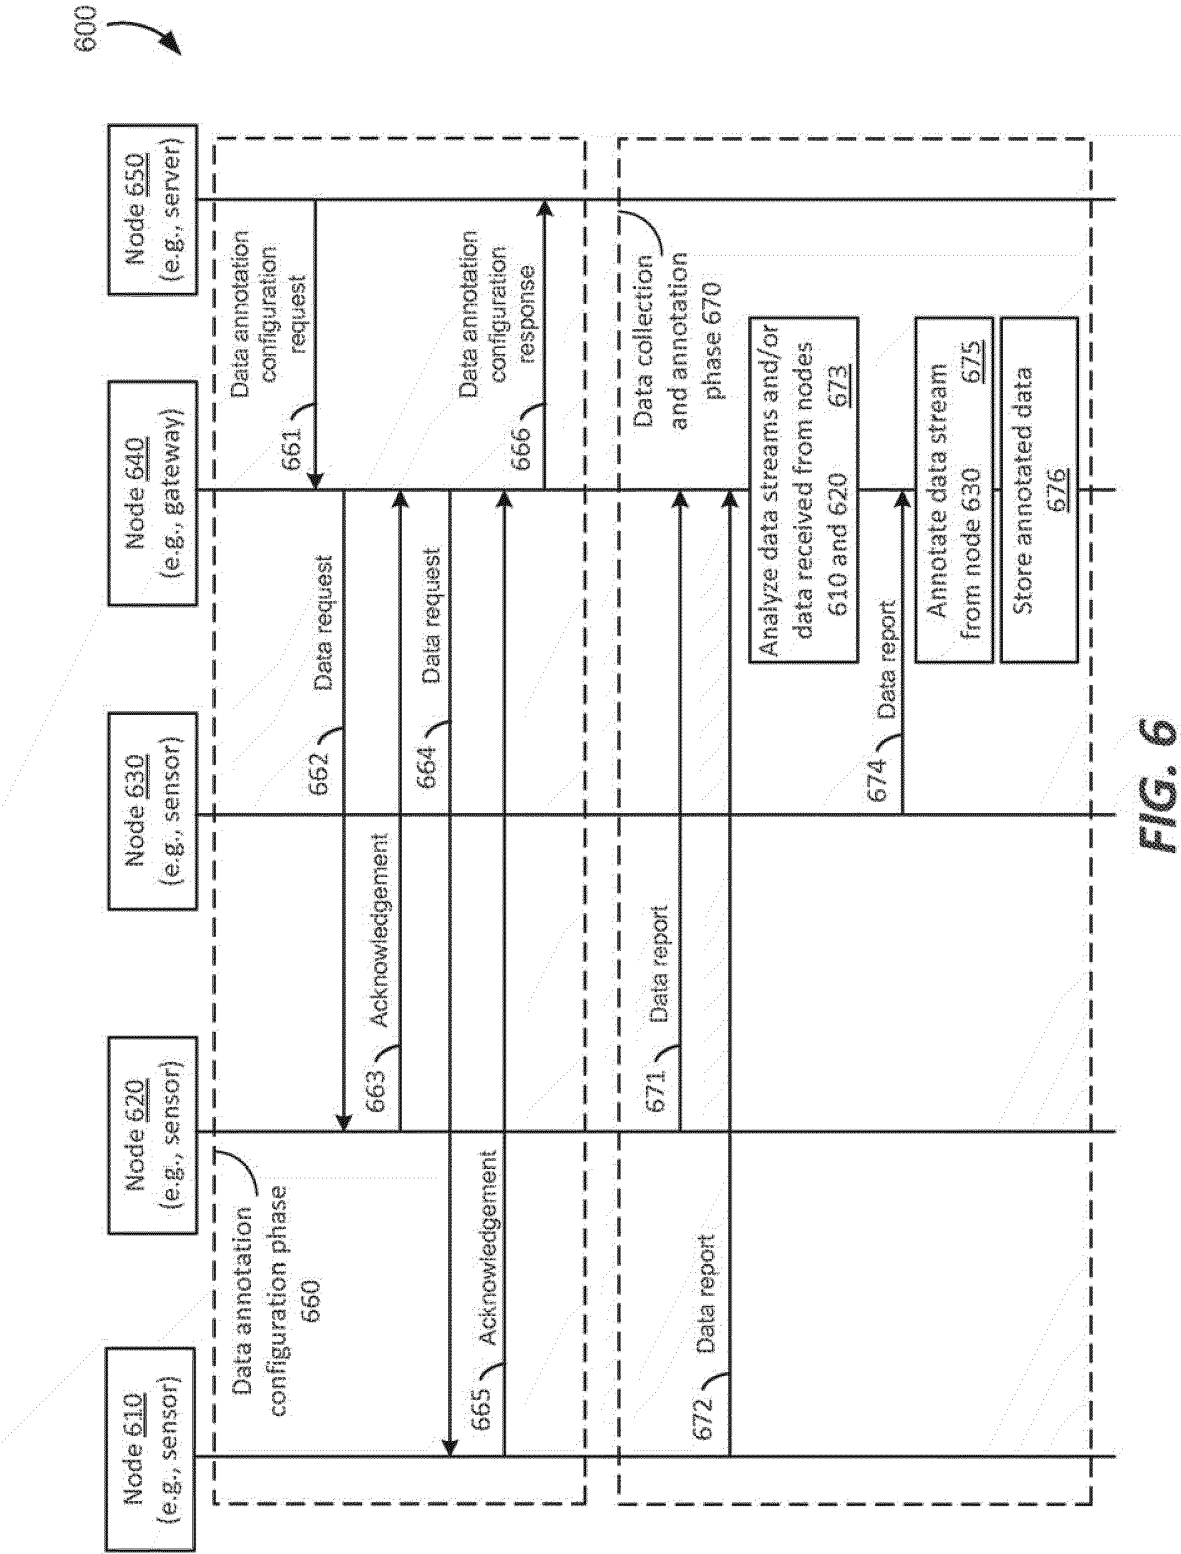 600
Node 610
(e.g., sensor)
Node 620
(e.g., sensor)
Node 630
(e.g., sensor)
Node 640
(e.g., gateway)
Node 650
(e.g., server)
Data annotation
configuration phase
660
Data annotation
configuration
request
661
662
Data request
663
Acknowledgement
664
Data request
665
Acknowledgement
Data annotation
configuration
response
666
Data collection
and annotation
phase 670
671
Data report
672
Data report
Analyze data streams and/or
data received from nodes
610 and 620 673
674
Data report
Annotate data stream
from node 630 675
Store annotated data
676
FIG. 6